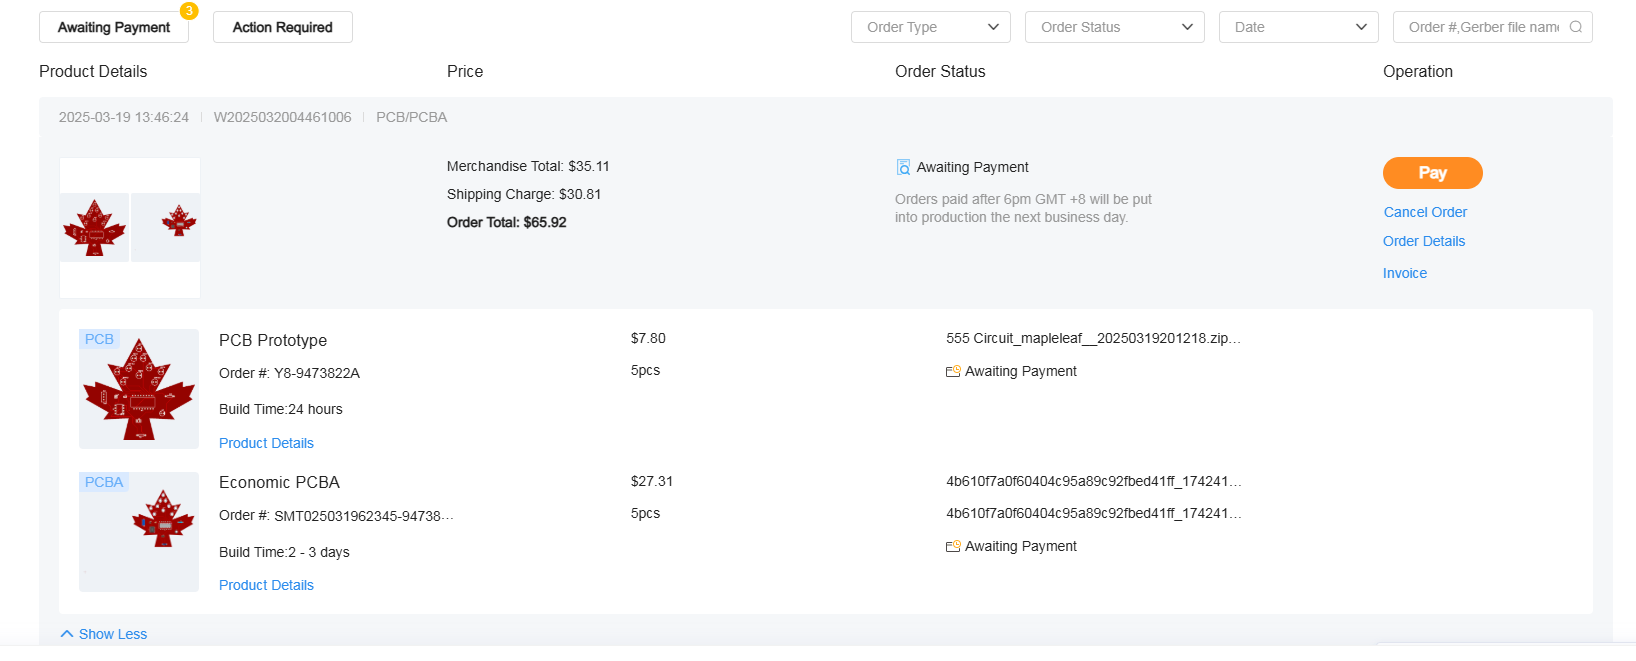 Awaiting Payment
3
Action Required
Order Type
Order Status
Date
Order #,Gerber file name
Product Details
Price
Order Status
Operation
2025-03-19 13:46:24
W2025032004461006
PCB/PCBA
Merchandise Total: $35.11
Shipping Charge: $30.81
Order Total: $65.92
Awaiting Payment
Orders paid after 6pm GMT +8 will be put
into production the next business day.
Pay
Cancel Order
Order Details
Invoice
PCB
PCB Prototype
Order #: Y8-9473822A
Build Time:24 hours
Product Details
$7.80
5pcs
555 Circuit_mapleleaf__20250319201218.zip...
Awaiting Payment
PCBA
Economic PCBA
Order #: SMT025031962345-94738...
Build Time:2 - 3 days
Product Details
$27.31
5pcs
4b610f7a0f60404c95a89c92fbed41ff_174241...
4b610f7a0f60404c95a89c92fbed41ff_174241...
Awaiting Payment
Show Less